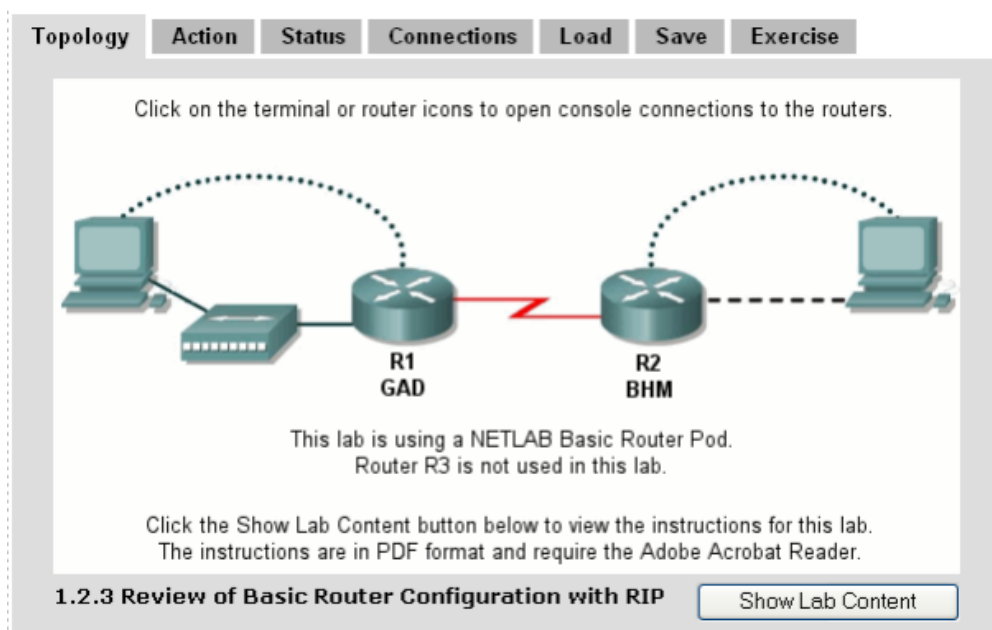 Topology Action Status Connections Load Save Exercise
Click on the terminal or router icons to open console connections to the routers.
R1
GAD
R2
BHM
This lab is using a NETLAB Basic Router Pod.
Router R3 is not used in this lab.
Click the Show Lab Content button below to view the instructions for this lab.
The instructions are in PDF format and require the Adobe Acrobat Reader.
1.2.3 Review of Basic Router Configuration with RIP
Show Lab Content